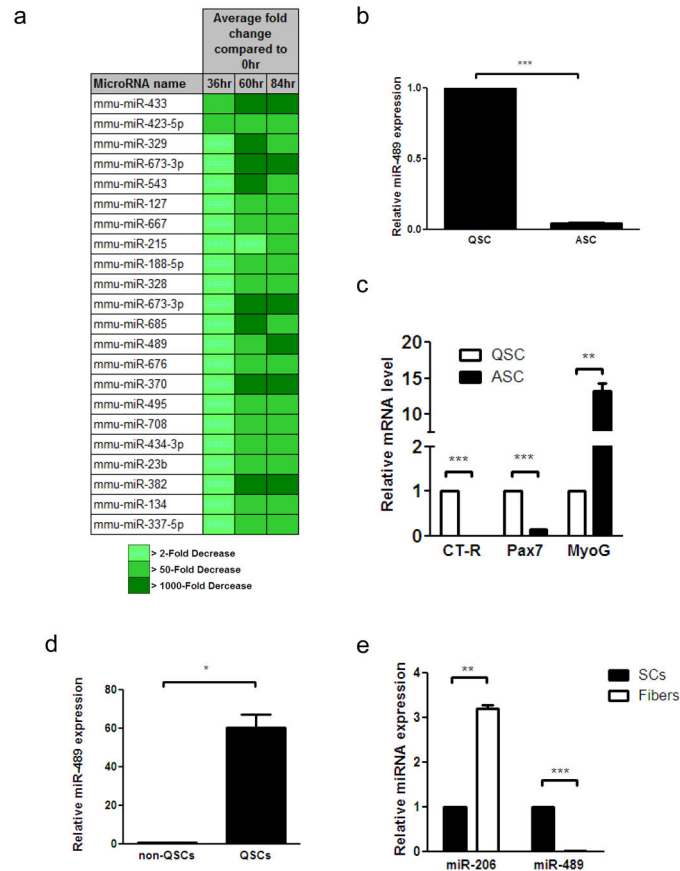 a
Average fold
change
compared to
0hr
MicroRNA name 36hr 60hr 84hr
mmu-miR-433
mmu-miR-423-5p
mmu-miR-329
mmu-miR-673-3p
mmu-miR-543
mmu-miR-127
mmu-miR-667
mmu-miR-215
mmu-miR-188-5p
mmu-miR-328
mmu-miR-673-3p
mmu-miR-685
mmu-miR-489
mmu-miR-676
mmu-miR-370
mmu-miR-495
mmu-miR-708
mmu-miR-434-3p
mmu-miR-23b
mmu-miR-382
mmu-miR-134
mmu-miR-337-5p
> 2-Fold Decrease
> 50-Fold Decrease
> 1000-Fold Dercease
b
Relative miR-489 expression
***
1.0
0.5
0.0
QSC ASC
c
Relative mRNA level
QSC
ASC
20
15
10
5
2
1
0
***
***
**
CT-R Pax7 MyoG
d
Relative miR-489 expression
*
80
60
40
20
0
non-QSCs QSCs
e
Relative miRNA expression
SCs
Fibers
**
***
4
3
2
1
0
miR-206 miR-489